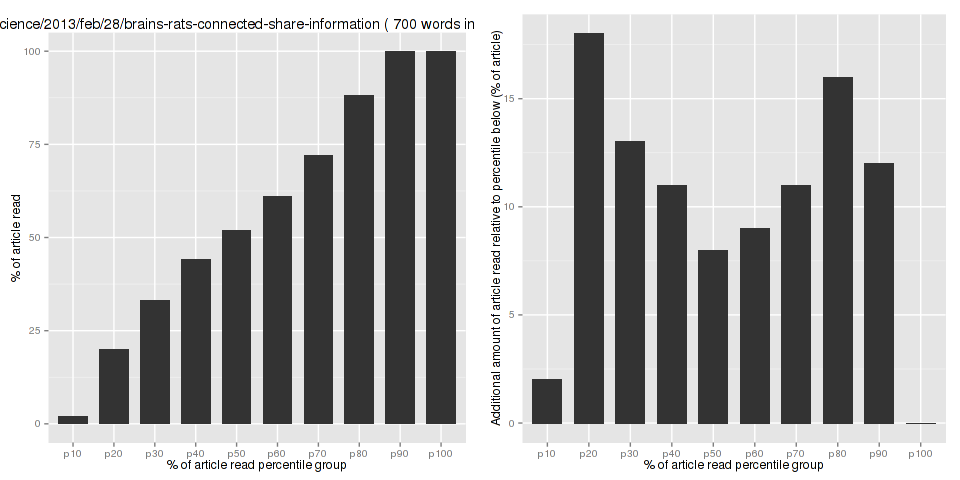 cience/2013/feb/28/brains-rats-connected-share-information ( 700 words in
100
75
50
25
0
% of article read
p10 p20 p30 p40 p50 p60 p70 p80 p90 p100
% of article read percentile group
Additional amount of article read relative to percentile below (% of article)
15
10
5
0
p10 p20 p30 p40 p50 p60 p70 p80 p90 p100
% of article read percentile group